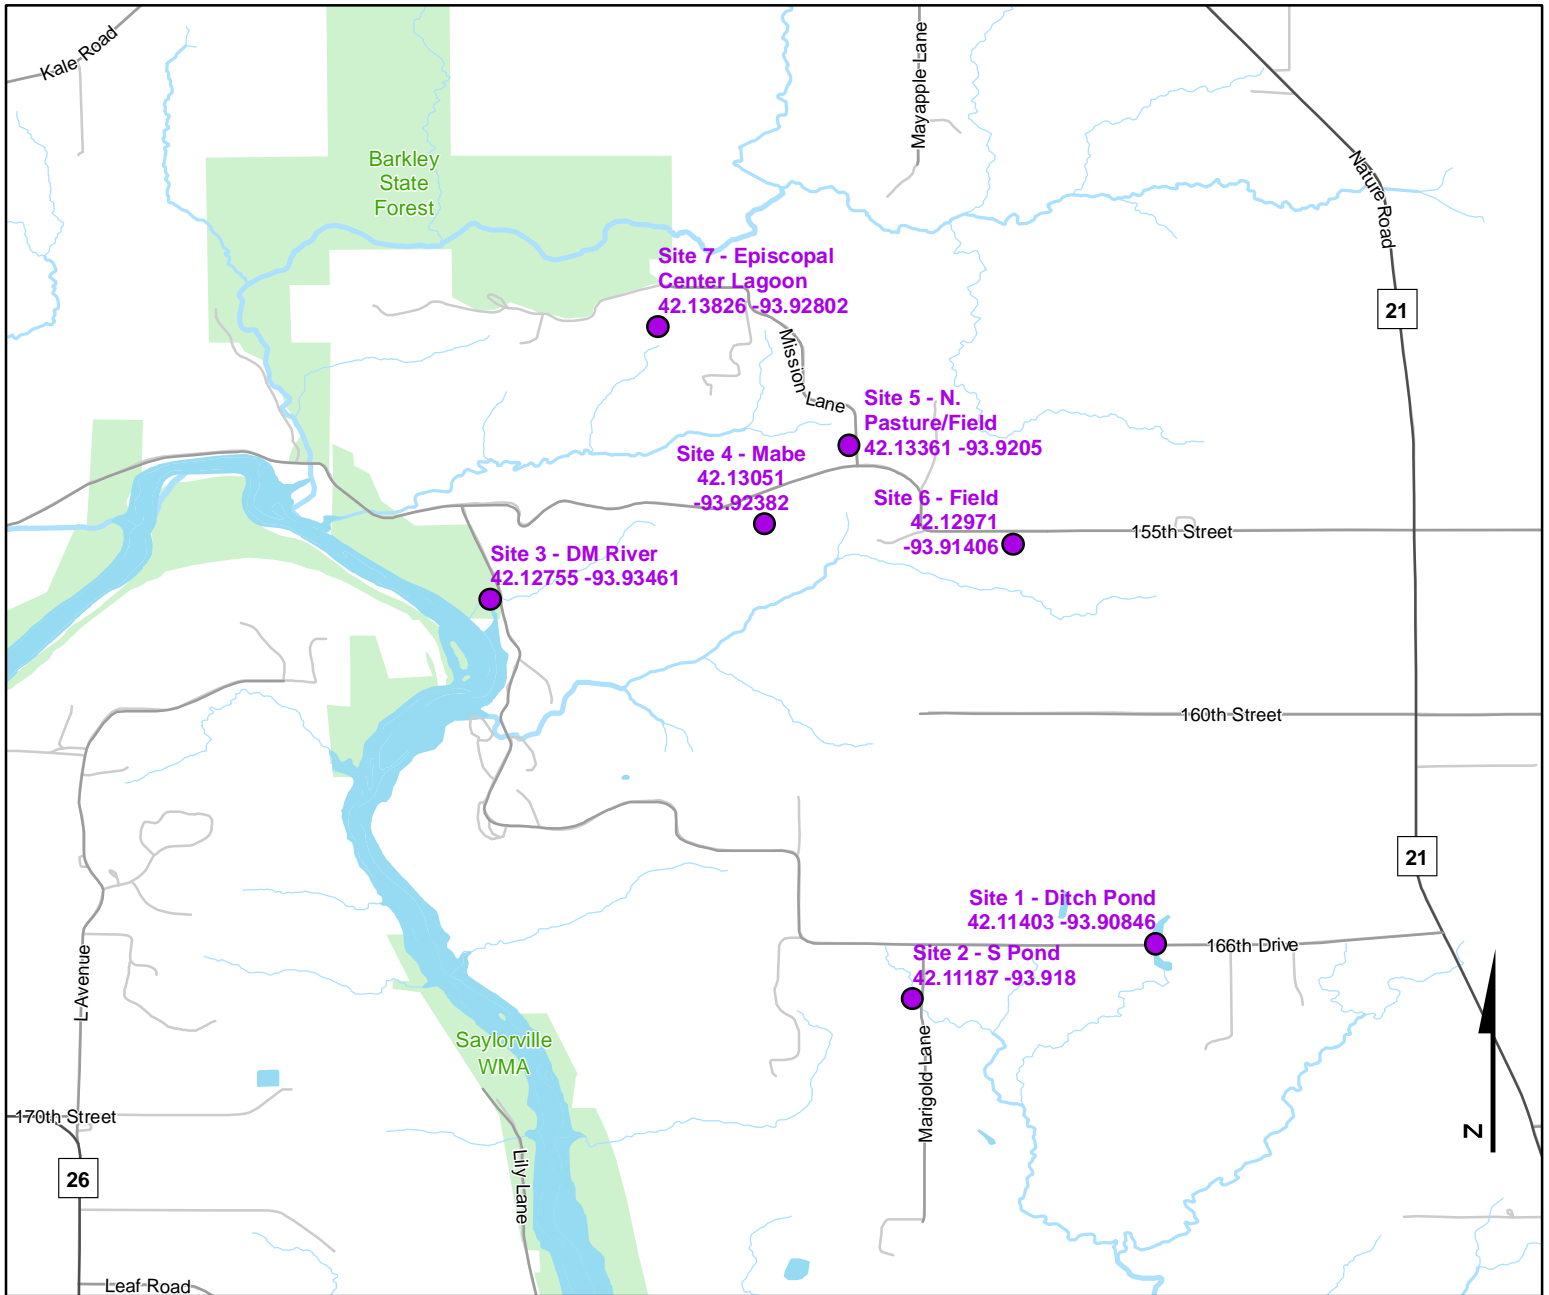 Kale Road
Mayapple Lane
Barkley
State
Forest
Nature Road
Site 7 - Episcopal
Center Lagoon
42.13826 -93.92802
21
Mission Lane
Site 5 - N.
Pasture/Field
42.13361 -93.9205
Site 4 - Mabe
42.13051
-93.92382
Site 6 - Field
42.12971
-93.91406
155th Street
Site 3 - DM River
42.12755 -93.93461
160th Street
21
Site 1 - Ditch Pond
42.11403 -93.90846
166th Drive
Site 2 - S Pond
42.11187 -93.918
L Avenue
Saylorville
WMA
Marigold Lane
170th Street
Z
26
Lily Lane
Leaf Road